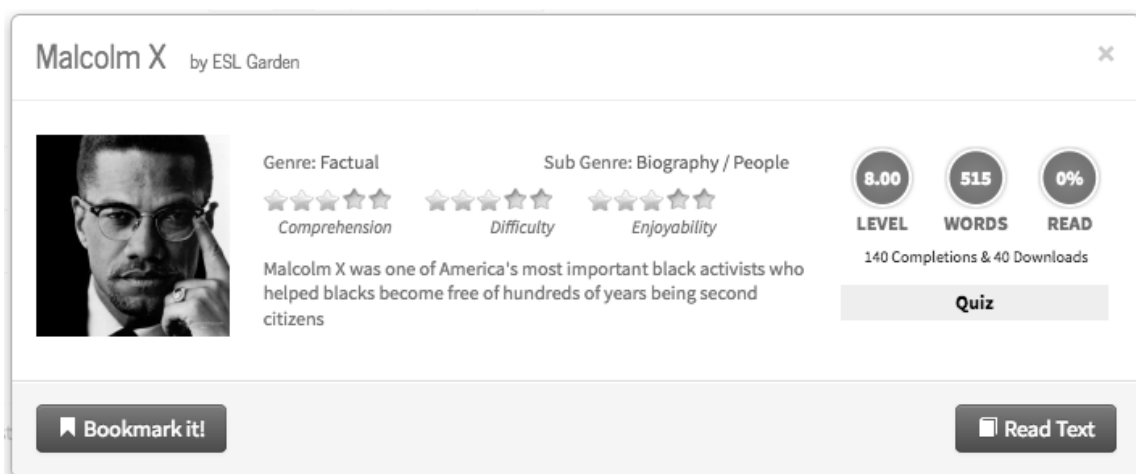 Malcolm X by ESL Garden ×
Genre: Factual Sub Genre: Biography / People
Comprehension Difficulty Enjoyability
Malcolm X was one of America's most important black activists who
helped blacks become free of hundreds of years being second
citizens
8.00 515 0%
LEVEL WORDS READ
140 Completions & 40 Downloads
Quiz
Bookmark it! Read Text